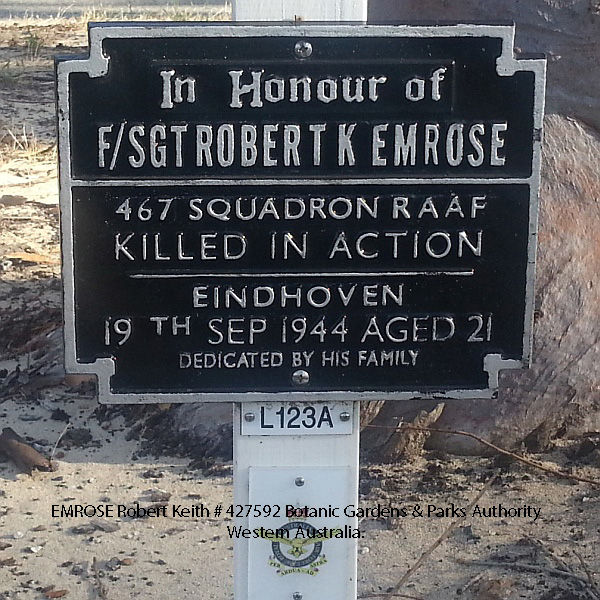 In Honour of
F/SGT ROBERT K EMROSE
467 SQUADRON RAAF
KILLED IN ACTION
EINDHOVEN
19 TH SEP 1944 AGED 21
DEDICATED BY HIS FAMILY
L123A
EMROSE Robert Keith # 427592 Botanic Gardens & Parks Authority
Western Australia.